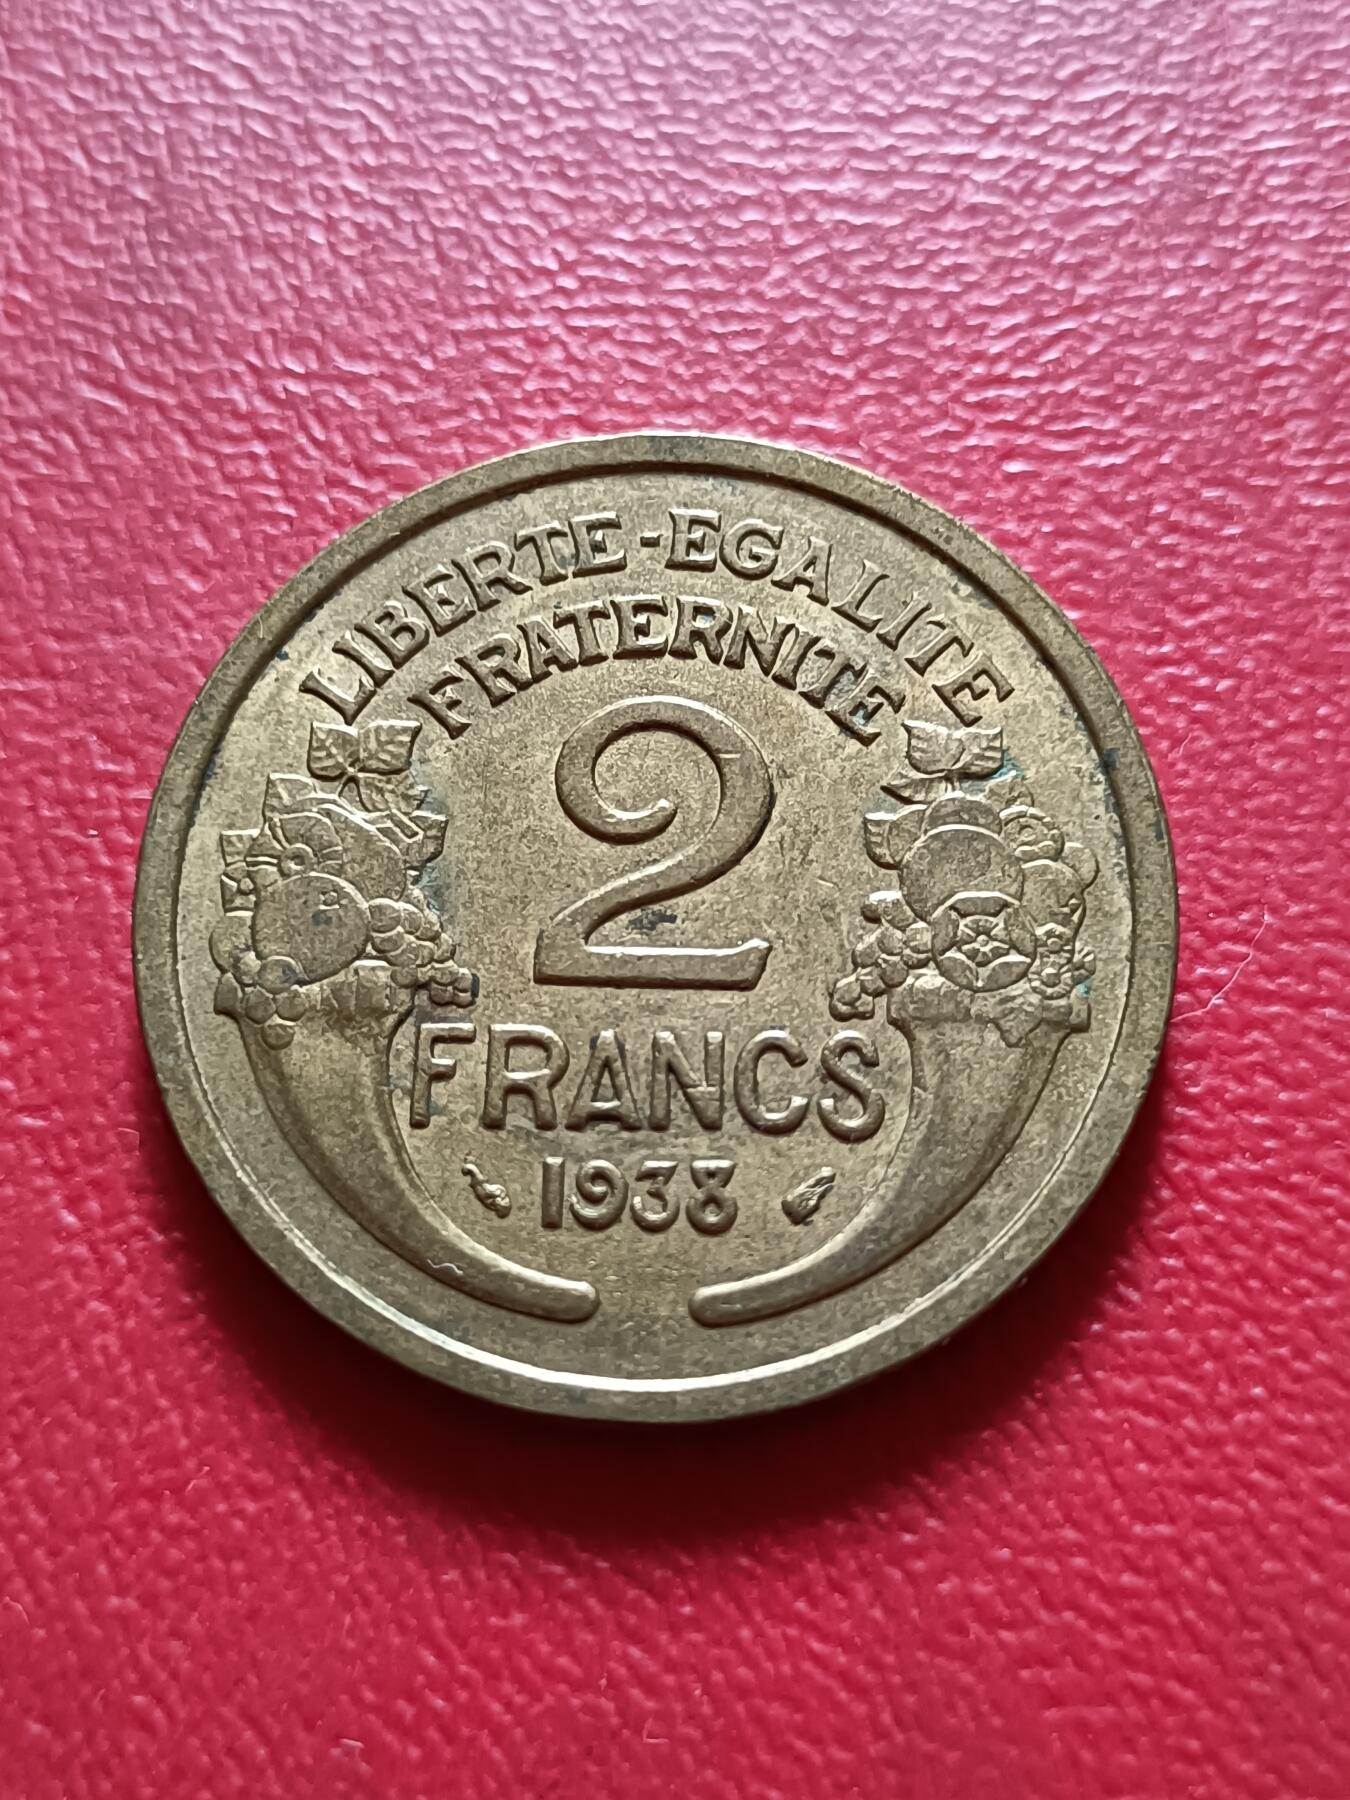 LIBERTE-EGALITE
FRATERNITE
2
FRANCS
1938